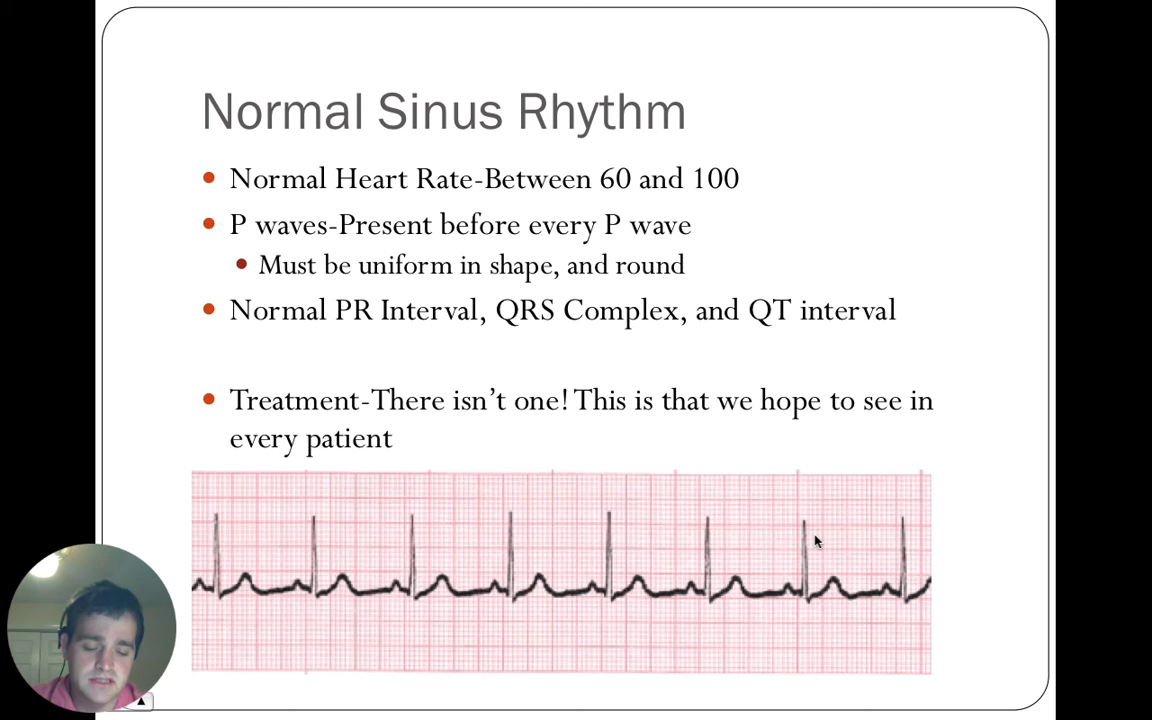 Normal Sinus Rhythm
• Normal Heart Rate-Between 60 and 100
• P waves-Present before every P wave
• Must be uniform in shape, and round
• Normal PR Interval, QRS Complex, and QT interval
• Treatment-There isn’t one! This is that we hope to see in
every patient